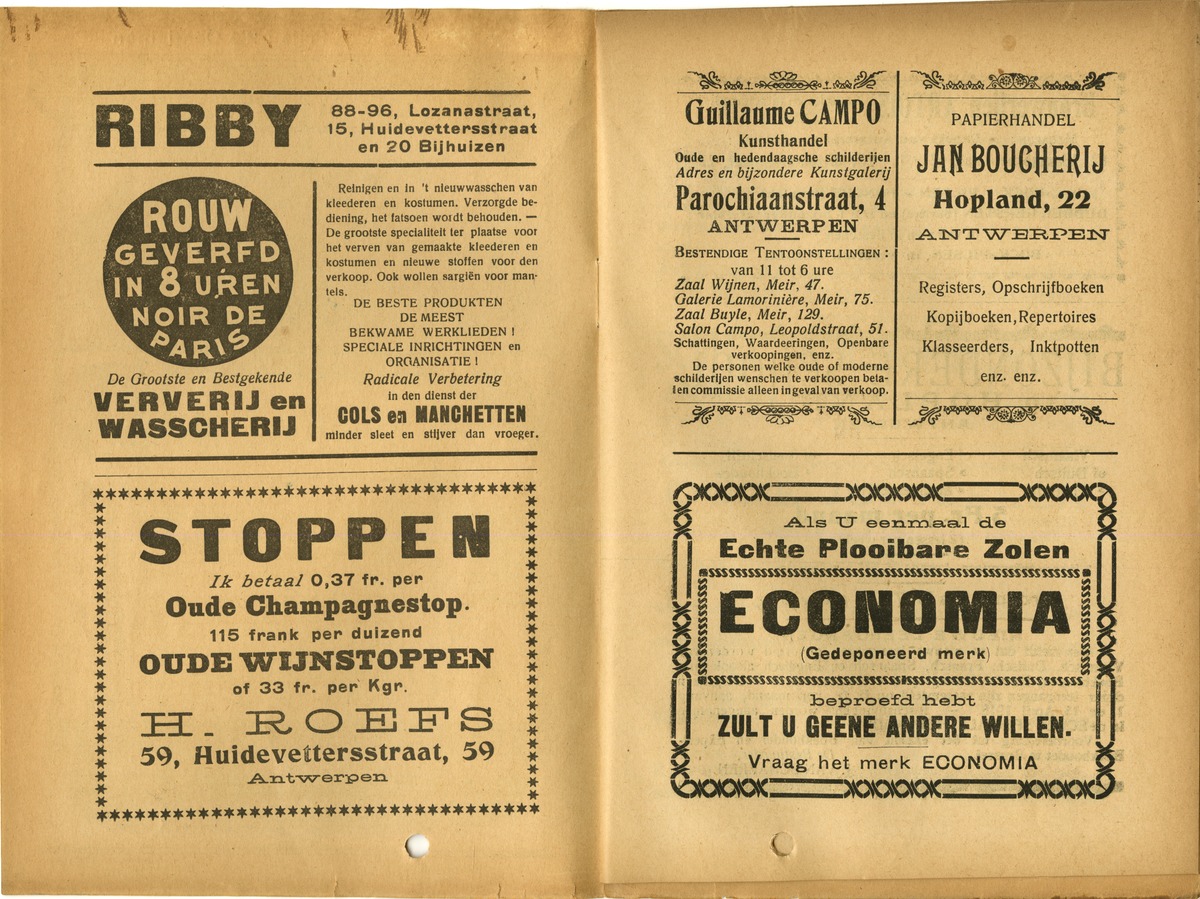 RIBBY
88-96, Lozanastraat,
15, Huidevettersstraat
en 20 Bijhuizen
ROUW
GEVERFD
IN 8 UREN
NOIR DE
PARIS
De Grootste en Bestgekende
VERVERIJ en
WASSCHERIJ
Reinigen en in 't nieuwwasschen van
kleederen en kostumen. Verzorgde be-
diening, het fatsoen wordt behouden. —
De grootste specialiteit ter plaatse voor
het verven van gemaakte kleederen en
kostumen en nieuwe stoffen voor den
verkoop. Ook wollen sargiën voor man-
tels.
DE BESTE PRODUKTEN
DE MEEST
BEKWAME WERKLIEDEN !
SPECIALE INRICHTINGEN en
ORGANISATIE !
Radicale Verbetering
in den dienst der
COLS en MANCHETTEN
minder sleet en stijver dan vroeger.
STOPPEN
Ik betaal 0,37 fr. per
Oude Champagnestop.
115 frank per duizend
OUDE WIJNSTOPPEN
of 33 fr. per Kgr.
H. ROEFS
59, Huidevettersstraat, 59
Antwerpen
Guillaume CAMPO
Kunsthandel
Oude en hedendaagsche schilderijen
Adres en bijzondere Kunstgalerij
Parochiaanstraat, 4
ANTWERPEN
BESTENDIGE TENTOONSTELLINGEN :
van 11 tot 6 ure
Zaal Wijnen, Meir, 47.
Galerie Lamorinière, Meir, 75.
Zaal Buyle, Meir, 129.
Salon Campo, Leopoldstraat, 51.
Schattingen, Waardeeringen, Openbare
verkoopingen, enz.
De personen welke oude of moderne
schilderijen wenschen te verkoopen beta-
len commissie alleen in geval van verkoop.
PAPIERHANDEL
JAN BOUCHERIJ
Hopland, 22
ANTWERPEN
Registers, Opschrijfboeken
Kopijboeken, Repertoires
Klasseerders, Inktpotten
enz. enz.
Als U eenmaal de
Echte Plooibare Zolen
ECONOMIA
(Gedeponeerd merk)
beproefd hebt
ZULT U GEENE ANDERE WILLEN.
Vraag het merk ECONOMIA